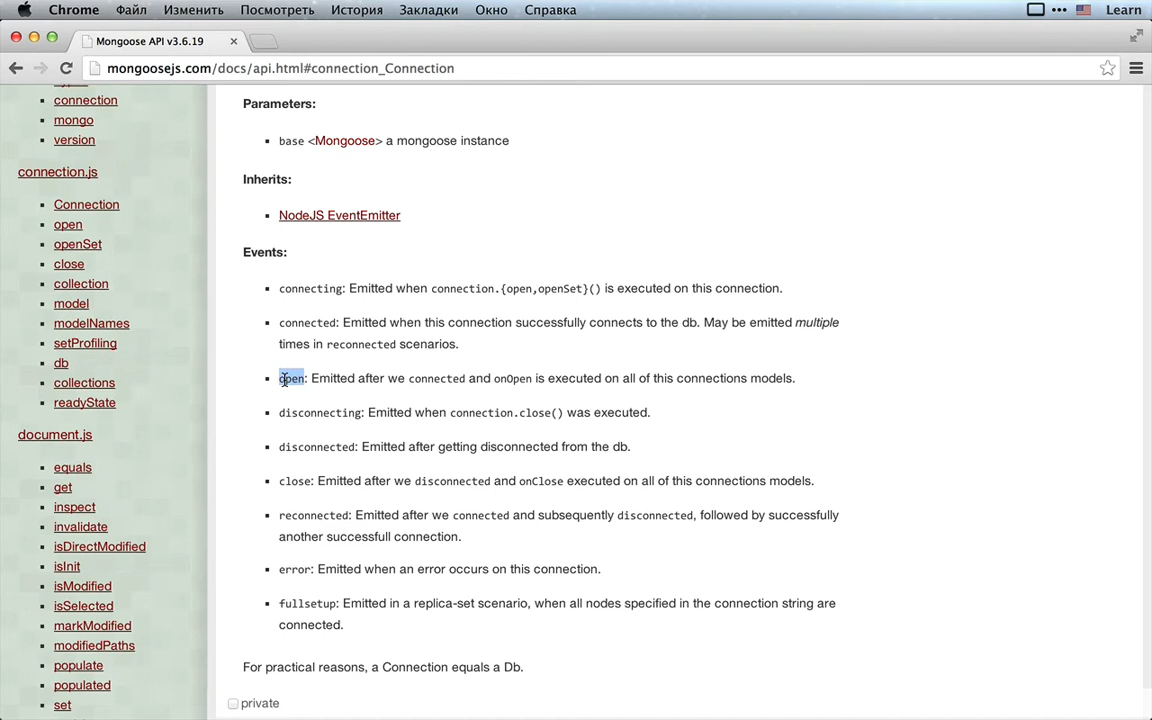 Chrome Файл Изменить Посмотреть История Закладки Окно Справка Learn
Mongoose API v3.6.19
mongoosejs.com/docs/api.html#connection_Connection
connection
mongo
version
connection.js
Connection
open
openSet
close
collection
model
modelNames
setProfiling
db
collections
readyState
document.js
equals
get
inspect
invalidate
isDirectModified
isInit
isModified
isSelected
markModified
modifiedPaths
populate
populated
set
Parameters:
base <Mongoose> a mongoose instance
Inherits:
NodeJS EventEmitter
Events:
connecting: Emitted when connection.{open,openSet}() is executed on this connection.
connected: Emitted when this connection successfully connects to the db. May be emitted multiple
times in reconnected scenarios.
open: Emitted after we connected and onOpen is executed on all of this connections models.
disconnecting: Emitted when connection.close() was executed.
disconnected: Emitted after getting disconnected from the db.
close: Emitted after we disconnected and onClose executed on all of this connections models.
reconnected: Emitted after we connected and subsequently disconnected, followed by successfully
another successfull connection.
error: Emitted when an error occurs on this connection.
fullsetup: Emitted in a replica-set scenario, when all nodes specified in the connection string are
connected.
For practical reasons, a Connection equals a Db.
private